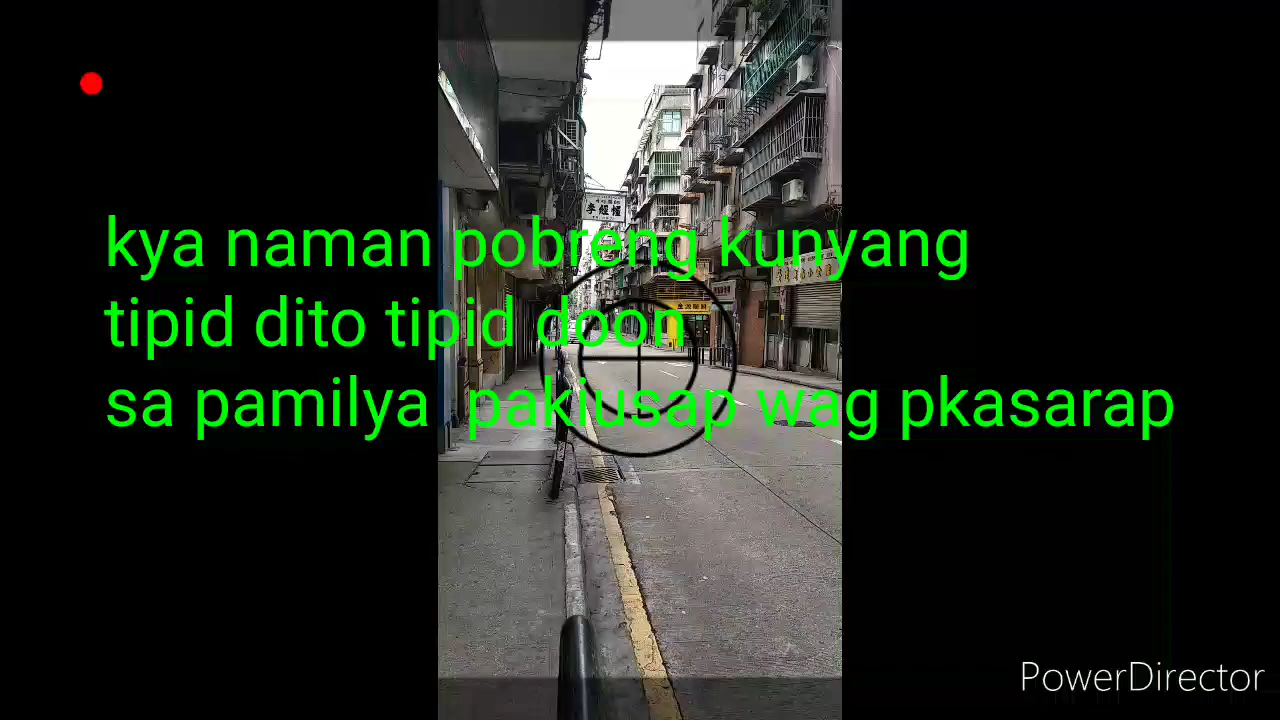 kya naman pobreng kunyang
tipid dito tipid doon
sa pamilya pakiusap wag pkasarap
PowerDirector